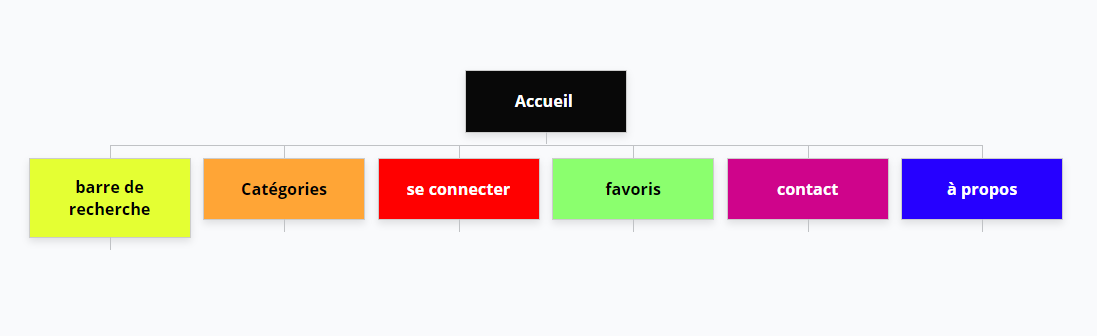 Accueil
barre de
recherche
Catégories
se connecter
favoris
contact
à propos